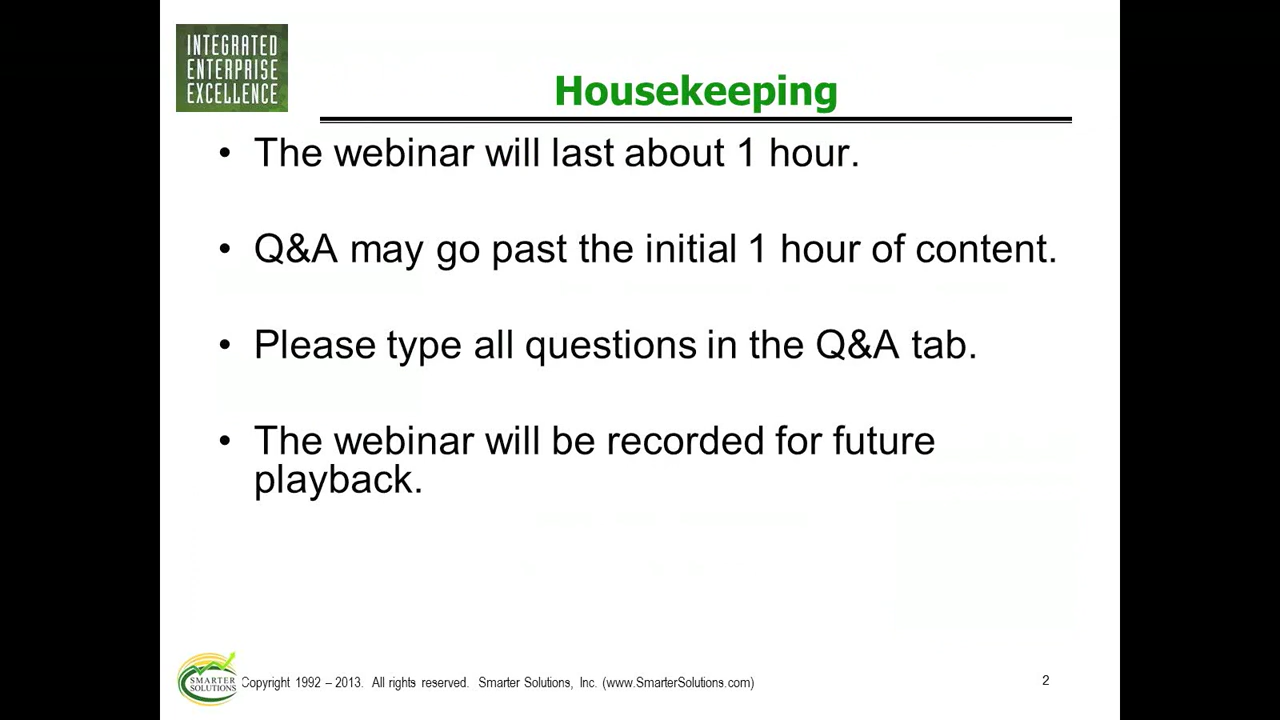 INTEGRATED
ENTERPRISE
EXCELLENCE
Housekeeping
• The webinar will last about 1 hour.
• Q&A may go past the initial 1 hour of content.
• Please type all questions in the Q&A tab.
• The webinar will be recorded for future
playback.
SMARTER
SOLUTIONS
Copyright 1992 – 2013. All rights reserved. Smarter Solutions, Inc. (www.SmarterSolutions.com)
2